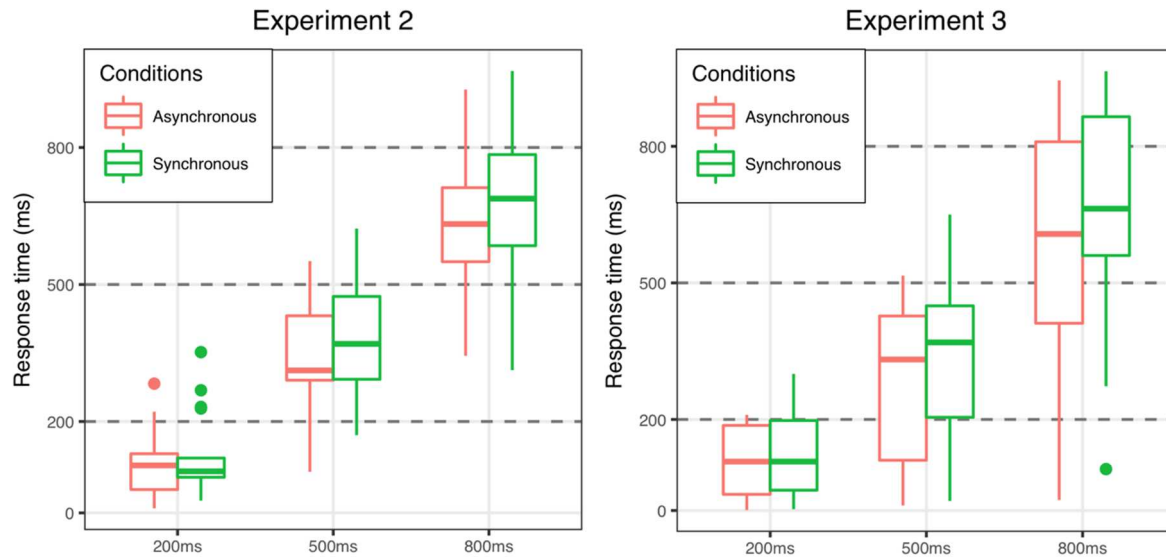 Experiment 2
Conditions
Asynchronous
Synchronous
Response time (ms)
800
500
200
0
200ms
500ms
800ms
Experiment 3
Conditions
Asynchronous
Synchronous
Response time (ms)
800
500
200
0
200ms
500ms
800ms